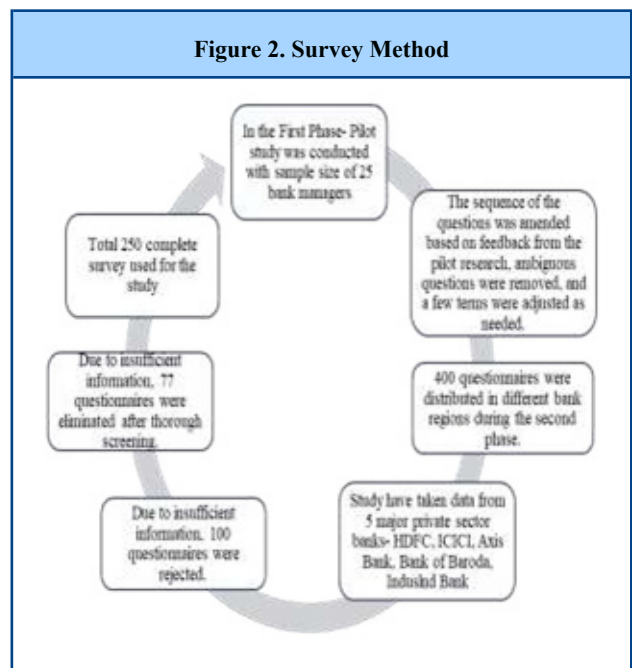 Figure 2. Survey Method
In the First Phase- Pilot
study was conducted
with sample size of 25
bank managers
The sequence of the
questions was amended
based on feedback from the
pilot research, ambiguous
questions were removed, and
a few terms were adjusted as
needed.
400 questionnaires were
distributed in different bank
regions during the second
phase.
Study have taken data from
5 major private sector
banks- HDFC, ICICI, Axis
Bank, Bank of Baroda,
IndusInd Bank
Due to insufficient
information, 100
questionnaires were
rejected.
Due to insufficient
information, 77
questionnaires were
eliminated after thorough
screening.
Total 250 complete
survey used for the
study